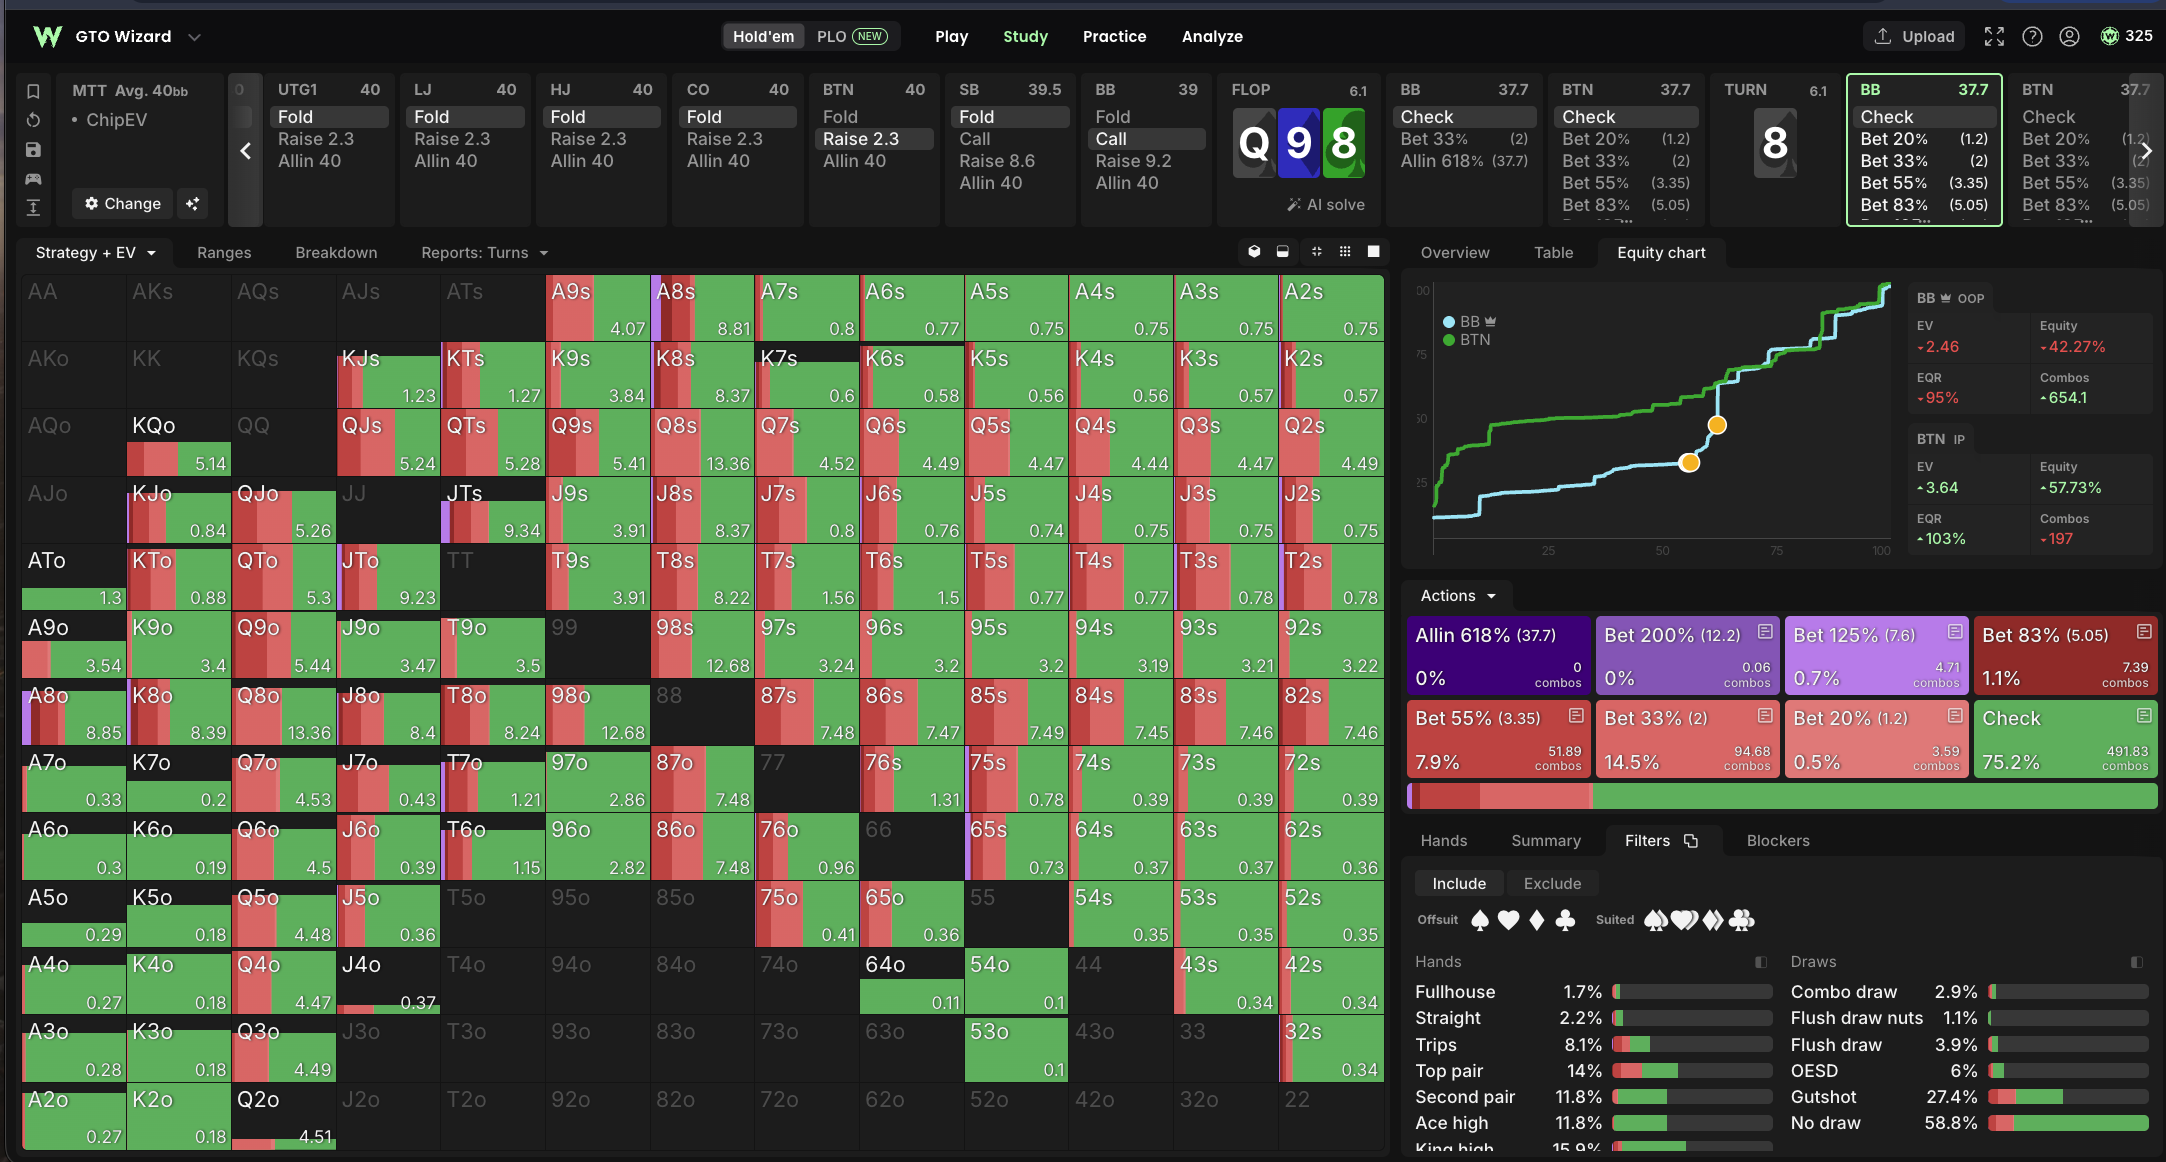 GTO Wizard
Hold'em PLO NEW Play Study Practice Analyze Upload 325
MTT Avg. 40bb
• ChipEV
Change
0
UTG1 40
Fold
Raise 2.3
Allin 40
LJ 40
Fold
Raise 2.3
Allin 40
HJ 40
Fold
Raise 2.3
Allin 40
CO 40
Fold
Raise 2.3
Allin 40
BTN 40
Fold
Raise 2.3
Allin 40
SB 39.5
Fold
Call
Raise 8.6
Allin 40
BB 39
Fold
Call
Raise 9.2
Allin 40
FLOP 6.1
Q 9 8
AI solve
BB 37.7
Check
Bet 33% (2)
Allin 618% (37.7)
BTN 37.7
Check
Bet 20% (1.2)
Bet 33% (2)
Bet 55% (3.35)
Bet 83% (5.05)
TURN 6.1
8
BB 37.7
Check
Bet 20% (1.2)
Bet 33% (2)
Bet 55% (3.35)
Bet 83% (5.05)
BTN 37.7
Check
Bet 20% (1.2)
Bet 33% (2)
Bet 55% (3.35)
Bet 83% (5.05)
Strategy + EV Ranges Breakdown Reports: Turns
AA AKs AQs AJs ATs A9s A8s A7s A6s A5s A4s A3s A2s
4.07 8.81 0.8 0.77 0.75 0.75 0.75 0.75
AKo KK KQs KJs KTs K9s K8s K7s K6s K5s K4s K3s K2s
1.23 1.27 3.84 8.37 0.6 0.58 0.56 0.56 0.57 0.57
AQo KQo QQ QJs QTs Q9s Q8s Q7s Q6s Q5s Q4s Q3s Q2s
5.14 5.24 5.28 5.41 13.36 4.52 4.49 4.47 4.44 4.47 4.49
AJo KJo QJo JJ JTs J9s J8s J7s J6s J5s J4s J3s J2s
0.84 5.26 9.34 3.91 8.37 0.8 0.76 0.74 0.75 0.75 0.75
ATo KTo QTo JTo TT T9s T8s T7s T6s T5s T4s T3s T2s
1.3 0.88 5.3 9.23 3.91 8.22 1.56 1.5 0.77 0.77 0.78 0.78
A9o K9o Q9o J9o T9o 99 98s 97s 96s 95s 94s 93s 92s
3.54 3.4 5.44 3.47 3.5 12.68 3.24 3.2 3.2 3.19 3.21 3.22
A8o K8o Q8o J8o T8o 98o 88 87s 86s 85s 84s 83s 82s
8.85 8.39 13.36 8.4 8.24 12.68 7.48 7.47 7.49 7.45 7.46 7.46
A7o K7o Q7o J7o T7o 97o 87o 77 76s 75s 74s 73s 72s
0.33 0.2 4.53 0.43 1.21 2.86 7.48 1.31 0.78 0.39 0.39 0.39
A6o K6o Q6o J6o T6o 96o 86o 76o 66 65s 64s 63s 62s
0.3 0.19 4.5 0.39 1.15 2.82 7.48 0.96 0.73 0.37 0.37 0.36
A5o K5o Q5o J5o T5o 95o 85o 75o 65o 55 54s 53s 52s
0.29 0.18 4.48 0.36 0.41 0.36 0.35 0.35 0.35
A4o K4o Q4o J4o T4o 94o 84o 74o 64o 54o 44 43s 42s
0.27 0.18 4.47 0.37 0.11 0.1 0.34 0.34
A3o K3o Q3o J3o T3o 93o 83o 73o 63o 53o 43o 33 32s
0.28 0.18 4.49 0.1 0.34
A2o K2o Q2o J2o T2o 92o 82o 72o 62o 52o 42o 32o 22
0.27 0.18 4.51
Overview Table Equity chart
BB
BTN
75
50
25
25 50 75 100
BB OOP
EV Equity
2.46 42.27%
EQR Combos
95% 654.1
BTN IP
EV Equity
3.64 57.73%
EQR Combos
103% 197
Actions
Allin 618% (37.7)
0% 0 combos
Bet 200% (12.2)
0% 0.06 combos
Bet 125% (7.6)
0.7% 4.71 combos
Bet 83% (5.05)
1.1% 7.39 combos
Bet 55% (3.35)
7.9% 51.89 combos
Bet 33% (2)
14.5% 94.68 combos
Bet 20% (1.2)
0.5% 3.59 combos
Check
75.2% 491.83 combos
Hands Summary Filters Blockers
Include Exclude
Offsuit Suited
Hands
Fullhouse 1.7%
Straight 2.2%
Trips 8.1%
Top pair 14%
Second pair 11.8%
Ace high 11.8%
King high 15.9%
Draws
Combo draw 2.9%
Flush draw nuts 1.1%
Flush draw 3.9%
OESD 6%
Gutshot 27.4%
No draw 58.8%